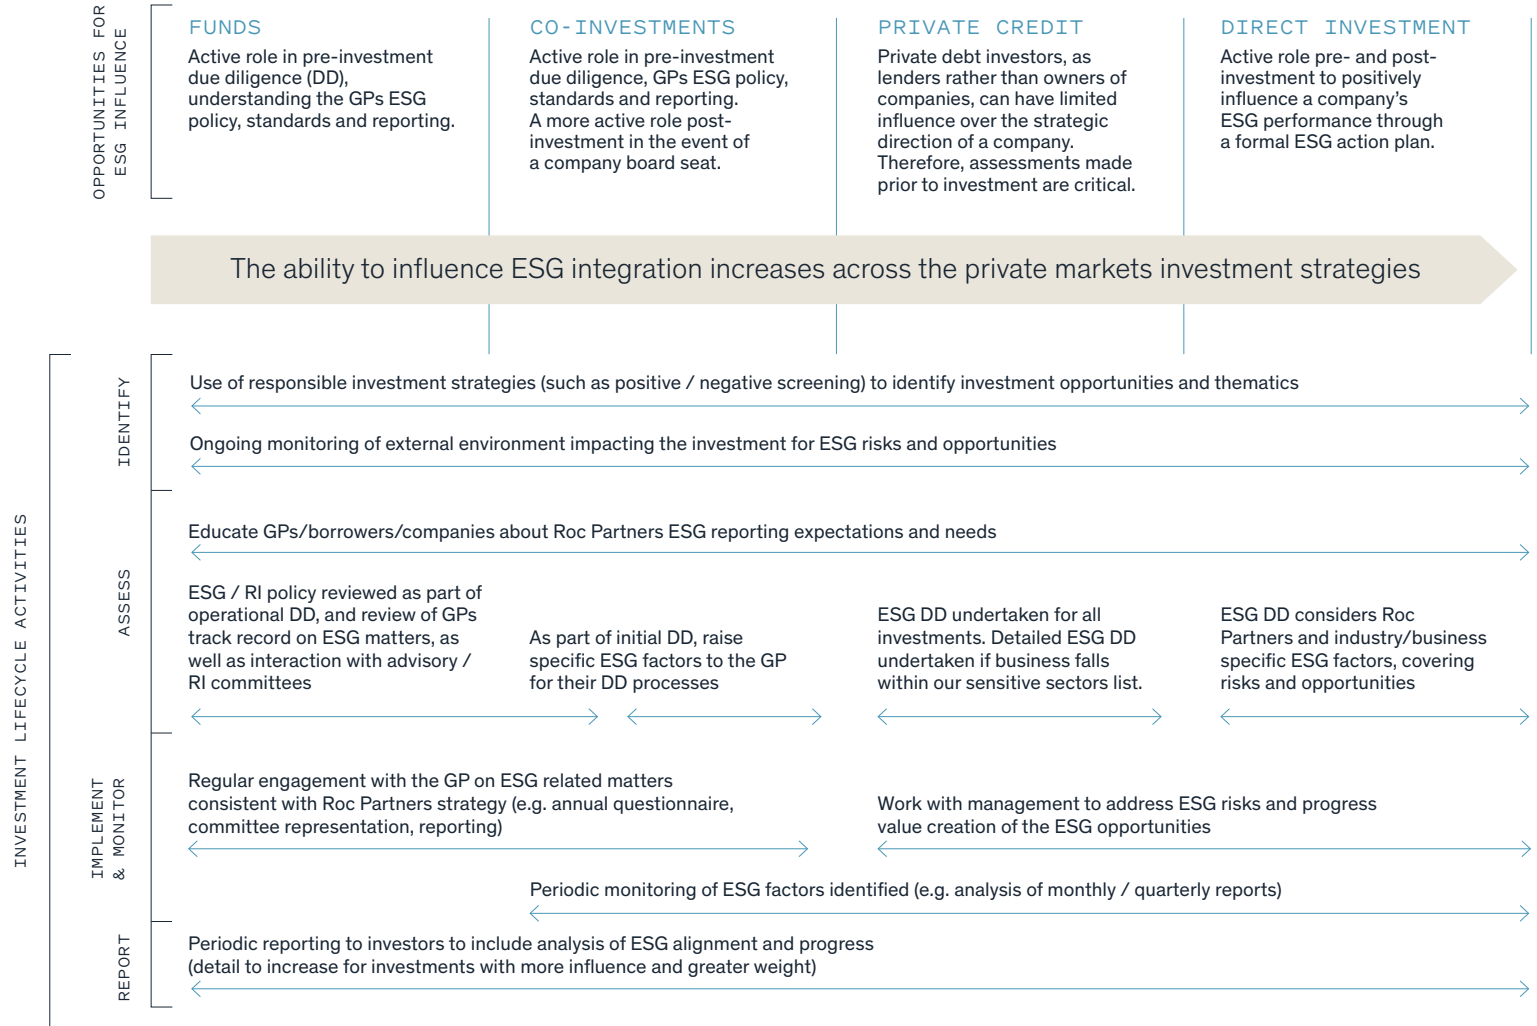 OPPORTUNITIES FOR
ESG INFLUENCE
FUNDS
Active role in pre-investment
due diligence (DD),
understanding the GPs ESG
policy, standards and reporting.
CO-INVESTMENTS
Active role in pre-investment
due diligence, GPs ESG policy,
standards and reporting.
A more active role post-
investment in the event of
a company board seat.
PRIVATE CREDIT
Private debt investors, as
lenders rather than owners of
companies, can have limited
influence over the strategic
direction of a company.
Therefore, assessments made
prior to investment are critical.
DIRECT INVESTMENT
Active role pre- and post-
investment to positively
influence a company’s
ESG performance through
a formal ESG action plan.
The ability to influence ESG integration increases across the private markets investment strategies
INVESTMENT LIFECYCLE ACTIVITIES
IDENTIFY
Use of responsible investment strategies (such as positive / negative screening) to identify investment opportunities and thematics
Ongoing monitoring of external environment impacting the investment for ESG risks and opportunities
ASSESS
Educate GPs/borrowers/companies about Roc Partners ESG reporting expectations and needs
ESG / RI policy reviewed as part of
operational DD, and review of GPs
track record on ESG matters, as
well as interaction with advisory /
RI committees
As part of initial DD, raise
specific ESG factors to the GP
for their DD processes
ESG DD undertaken for all
investments. Detailed ESG DD
undertaken if business falls
within our sensitive sectors list.
ESG DD considers Roc
Partners and industry/business
specific ESG factors, covering
risks and opportunities
IMPLEMENT
& MONITOR
Regular engagement with the GP on ESG related matters
consistent with Roc Partners strategy (e.g. annual questionnaire,
committee representation, reporting)
Work with management to address ESG risks and progress
value creation of the ESG opportunities
Periodic monitoring of ESG factors identified (e.g. analysis of monthly / quarterly reports)
REPORT
Periodic reporting to investors to include analysis of ESG alignment and progress
(detail to increase for investments with more influence and greater weight)